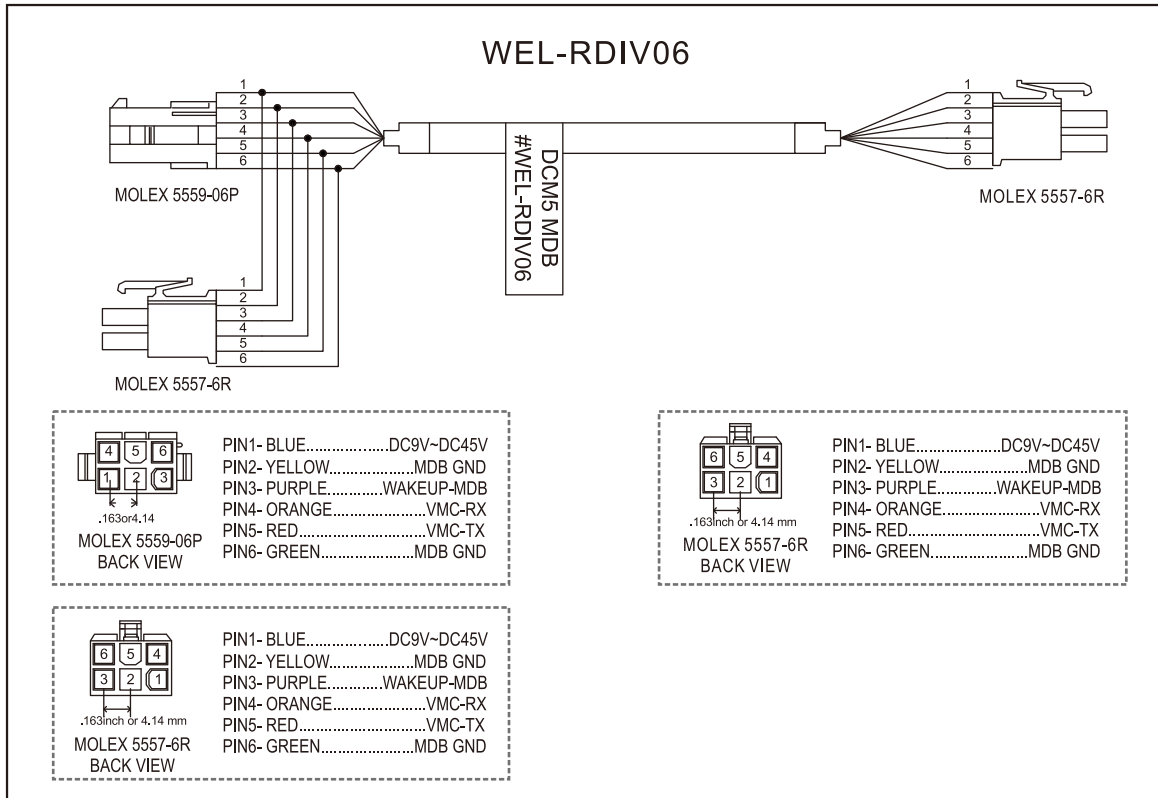 WEL-RDIV06
1
2
3
4
5
6
MOLEX 5559-06P
DCM5 MDB
#WEL-RDIV06
1
2
3
4
5
6
MOLEX 5557-6R
1
2
3
4
5
6
MOLEX 5557-6R
4 5 6
1 2 3
.163or4.14
MOLEX 5559-06P
BACK VIEW
PIN1- BLUE................DC9V~DC45V
PIN2- YELLOW................MDB GND
PIN3- PURPLE...........WAKEUP-MDB
PIN4- ORANGE..................VMC-RX
PIN5- RED.........................VMC-TX
PIN6- GREEN..................MDB GND
6 5 4
3 2 1
.163inch or 4.14 mm
MOLEX 5557-6R
BACK VIEW
PIN1- BLUE................DC9V~DC45V
PIN2- YELLOW................MDB GND
PIN3- PURPLE...........WAKEUP-MDB
PIN4- ORANGE..................VMC-RX
PIN5- RED.........................VMC-TX
PIN6- GREEN..................MDB GND
6 5 4
3 2 1
.163inch or 4.14 mm
MOLEX 5557-6R
BACK VIEW
PIN1- BLUE................DC9V~DC45V
PIN2- YELLOW................MDB GND
PIN3- PURPLE...........WAKEUP-MDB
PIN4- ORANGE..................VMC-RX
PIN5- RED.........................VMC-TX
PIN6- GREEN..................MDB GND